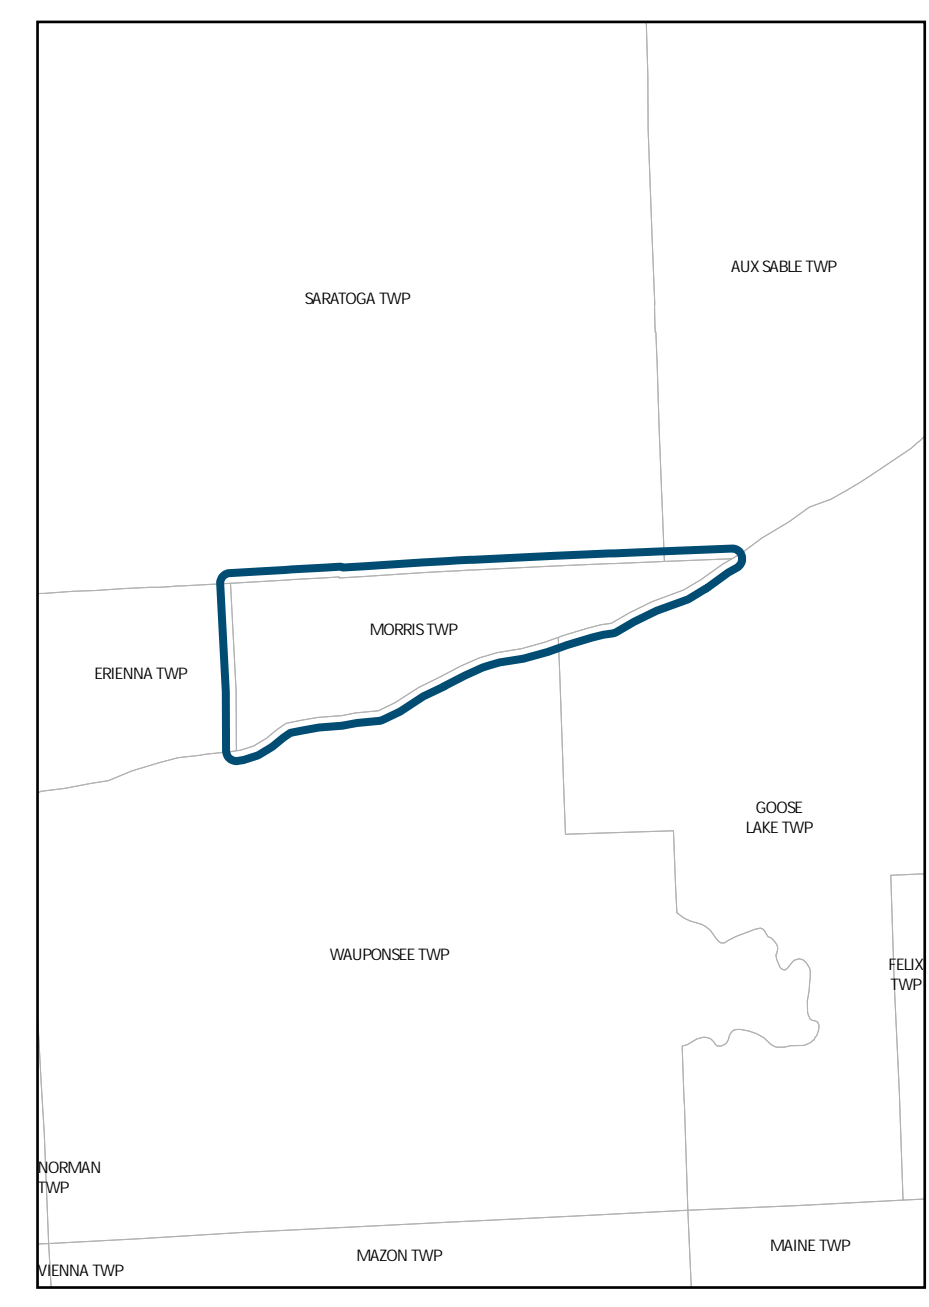 AUX SABLE TWP
SARATOGA TWP
MORRIS TWP
ERIENNA TWP
GOOSE
LAKE TWP
WAUPONSEE TWP
FELIX
TWP
NORMAN
TWP
MAINE TWP
MAZON TWP
VIENNA TWP